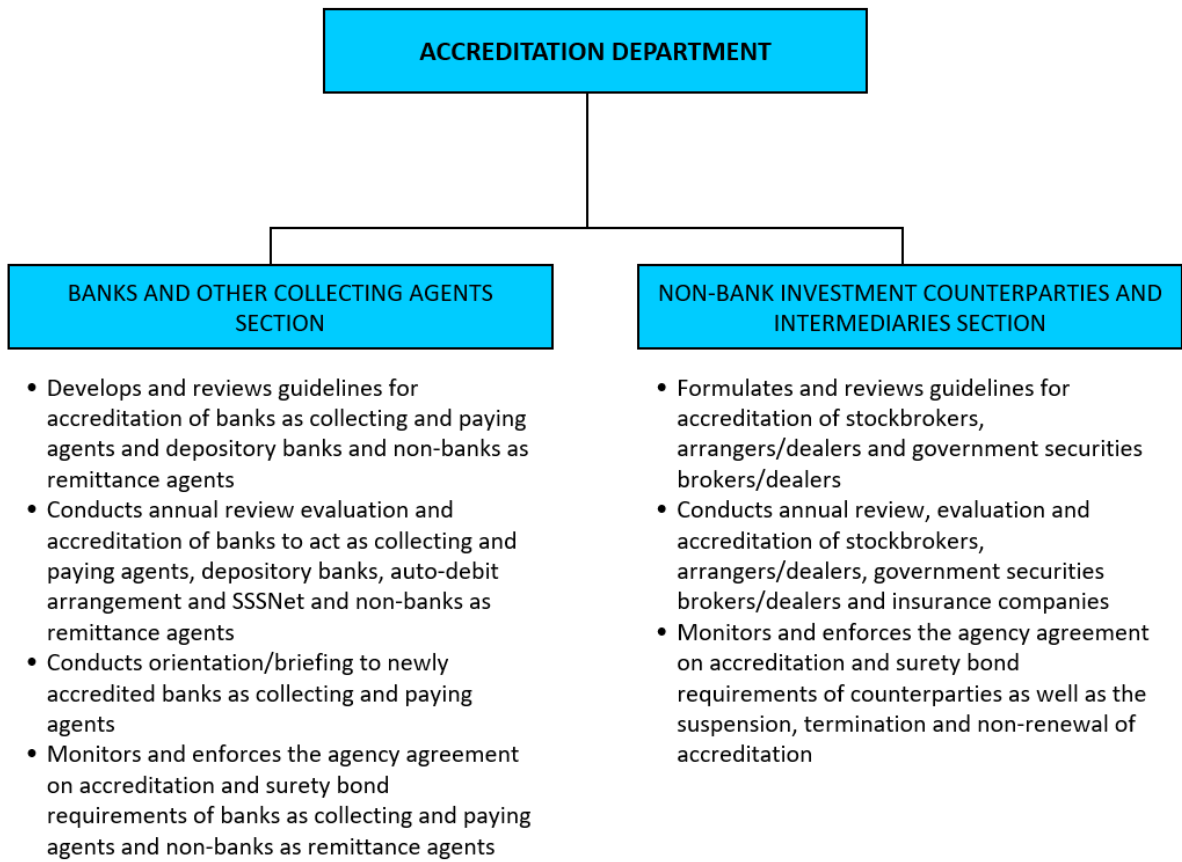 ACCREDITATION DEPARTMENT
BANKS AND OTHER COLLECTING AGENTS
SECTION
• Develops and reviews guidelines for
accreditation of banks as collecting and paying
agents and depository banks and non-banks as
remittance agents
• Conducts annual review evaluation and
accreditation of banks to act as collecting and
paying agents, depository banks, auto-debit
arrangement and SSSNet and non-banks as
remittance agents
• Conducts orientation/briefing to newly
accredited banks as collecting and paying
agents
• Monitors and enforces the agency agreement
on accreditation and surety bond
requirements of banks as collecting and paying
agents and non-banks as remittance agents
NON-BANK INVESTMENT COUNTERPARTIES AND
INTERMEDIARIES SECTION
• Formulates and reviews guidelines for
accreditation of stockbrokers,
arrangers/dealers and government securities
brokers/dealers
• Conducts annual review, evaluation and
accreditation of stockbrokers,
arrangers/dealers, government securities
brokers/dealers and insurance companies
• Monitors and enforces the agency agreement
on accreditation and surety bond
requirements of counterparties as well as the
suspension, termination and non-renewal of
accreditation